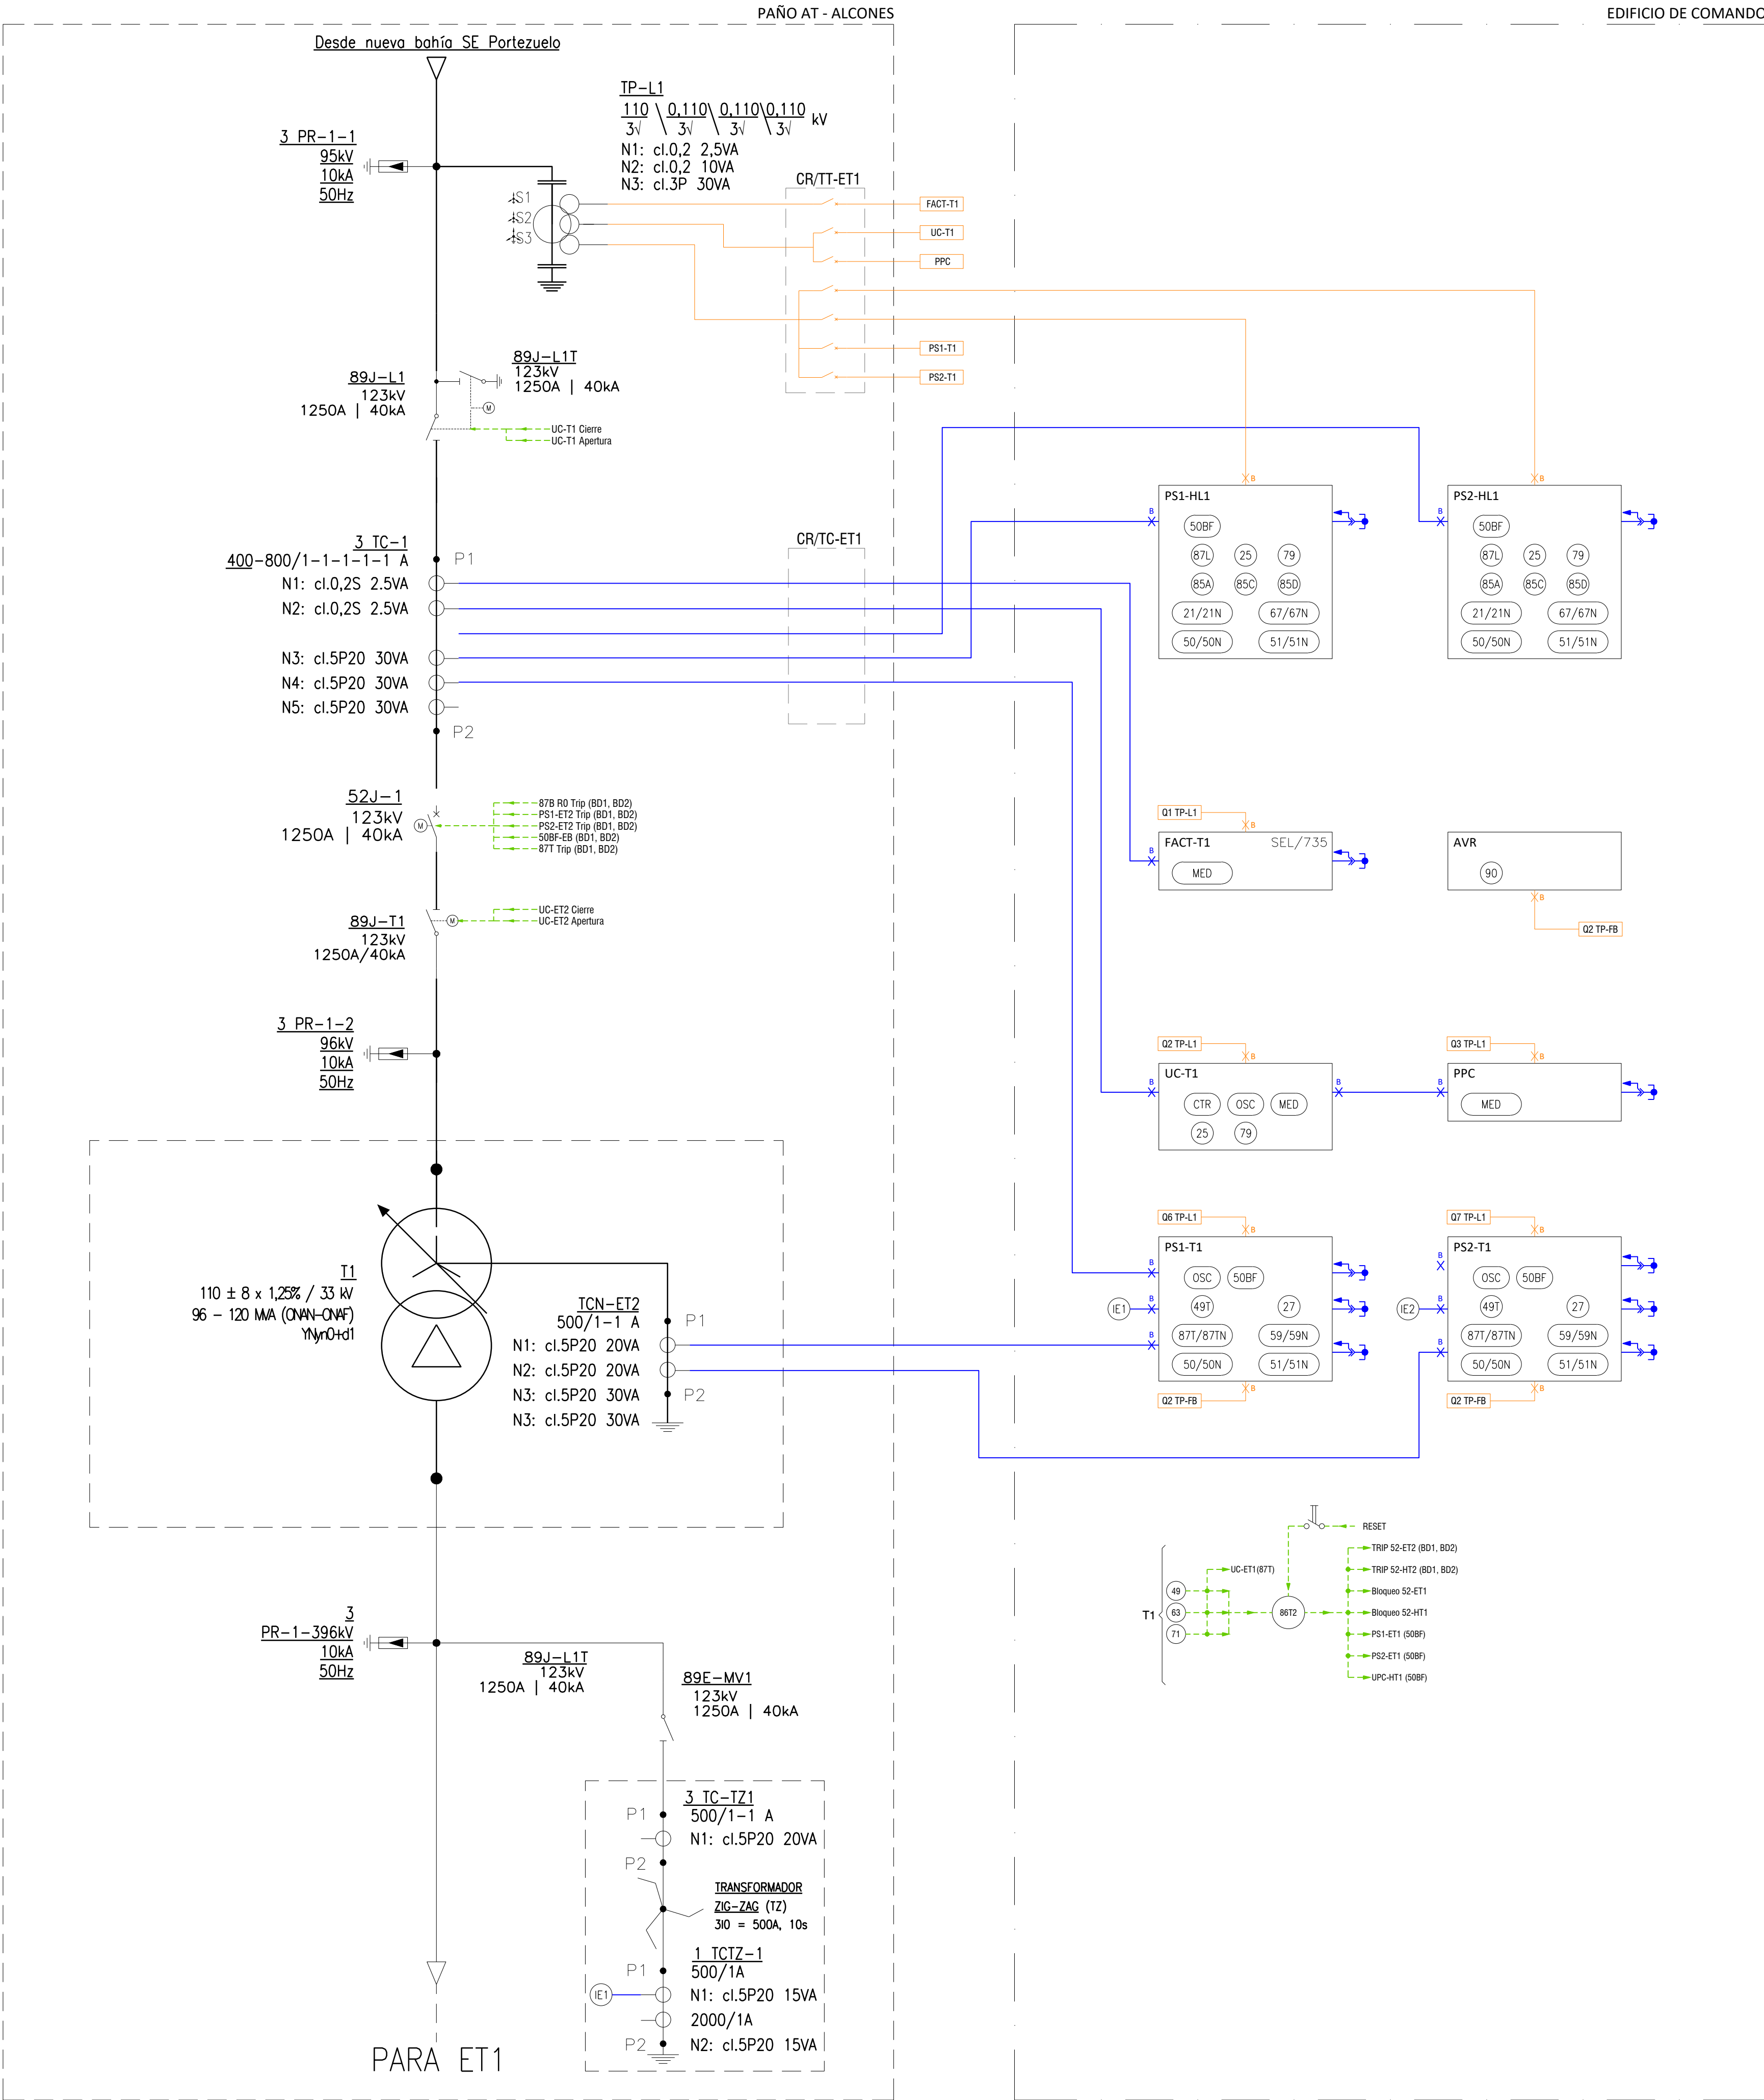 PAÑO AT - ALCONES
EDIFICIO DE COMANDO
Desde nueva bahía SE Portezuelo
TP-L1
110 \ 0,110 \ 0,110 \ 0,110 kV
3√ 3√ 3√ 3√
N1: cl.0,2 2,5VA
N2: cl.0,2 10VA
N3: cl.3P 30VA
3 PR-1-1
95kV
10kA
50Hz
S1
S2
S3
CR/TT-ET1
FACT-T1
UC-T1
PPC
PS1-T1
PS2-T1
89J-L1T
123kV
1250A | 40kA
89J-L1
123kV
1250A | 40kA
M
UC-T1 Cierre
UC-T1 Apertura
3 TC-1
400-800/1-1-1-1-1 A
P1
N1: cl.0,2S 2.5VA
N2: cl.0,2S 2.5VA
N3: cl.5P20 30VA
N4: cl.5P20 30VA
N5: cl.5P20 30VA
P2
CR/TC-ET1
B
PS1-HL1
B
50BF
87L 25 79
85A 85C 85D
21/21N 67/67N
50/50N 51/51N
B
PS2-HL1
B
50BF
87L 25 79
85A 85C 85D
21/21N 67/67N
50/50N 51/51N
52J-1
123kV
1250A | 40kA
M
87B R0 Trip (BD1, BD2)
PS1-ET2 Trip (BD1, BD2)
PS2-ET2 Trip (BD1, BD2)
50BF-EB (BD1, BD2)
87T Trip (BD1, BD2)
Q1 TP-L1
B
FACT-T1 SEL/735
B
MED
AVR
90
B
Q2 TP-FB
89J-T1
123kV
1250A/40kA
M
UC-ET2 Cierre
UC-ET2 Apertura
3 PR-1-2
96kV
10kA
50Hz
Q2 TP-L1
B
UC-T1
B
CTR OSC MED
25 79
B
Q3 TP-L1
B
PPC
B
MED
T1
110 ± 8 x 1,25% / 33 kV
96 - 120 MVA (ONAN-ONAF)
YNyn0+d1
TCN-ET2
500/1-1 A
P1
N1: cl.5P20 20VA
N2: cl.5P20 20VA
N3: cl.5P20 30VA
P2
N3: cl.5P20 30VA
Q6 TP-L1
B
PS1-T1
B
OSC 50BF
IE1
B
49T 27
87T/87TN 59/59N
B
50/50N 51/51N
B
Q2 TP-FB
Q7 TP-L1
B
PS2-T1
B
OSC 50BF
IE2
B
49T 27
87T/87TN 59/59N
B
50/50N 51/51N
B
Q2 TP-FB
RESET
T1
49
63
71
UC-ET1(87T)
86T2
TRIP 52-ET2 (BD1, BD2)
TRIP 52-HT2 (BD1, BD2)
Bloqueo 52-ET1
Bloqueo 52-HT1
PS1-ET1 (50BF)
PS2-ET1 (50BF)
UPC-HT1 (50BF)
3
PR-1-396kV
10kA
50Hz
89J-L1T
123kV
1250A | 40kA
89E-MV1
123kV
1250A | 40kA
3 TC-TZ1
P1
500/1-1 A
N1: cl.5P20 20VA
P2
TRANSFORMADOR
ZIG-ZAG (TZ)
3I0 = 500A, 10s
1 TCTZ-1
P1
500/1A
IE1
N1: cl.5P20 15VA
2000/1A
P2
N2: cl.5P20 15VA
PARA ET1